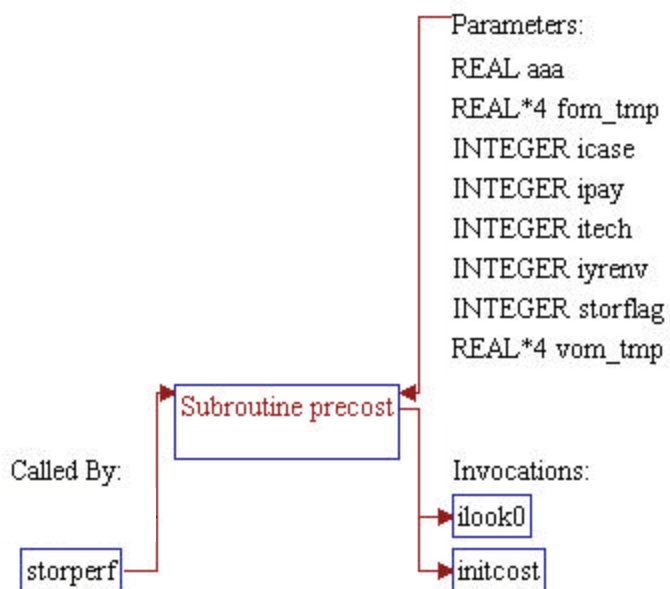 Parameters:
REAL aaa
REAL*4 fom_tmp
INTEGER icase
INTEGER ipay
INTEGER itech
INTEGER iyrenv
INTEGER storflag
REAL*4 vom_tmp
Subroutine precost
Called By:
Invocations:
ilook0
storperf
initcost